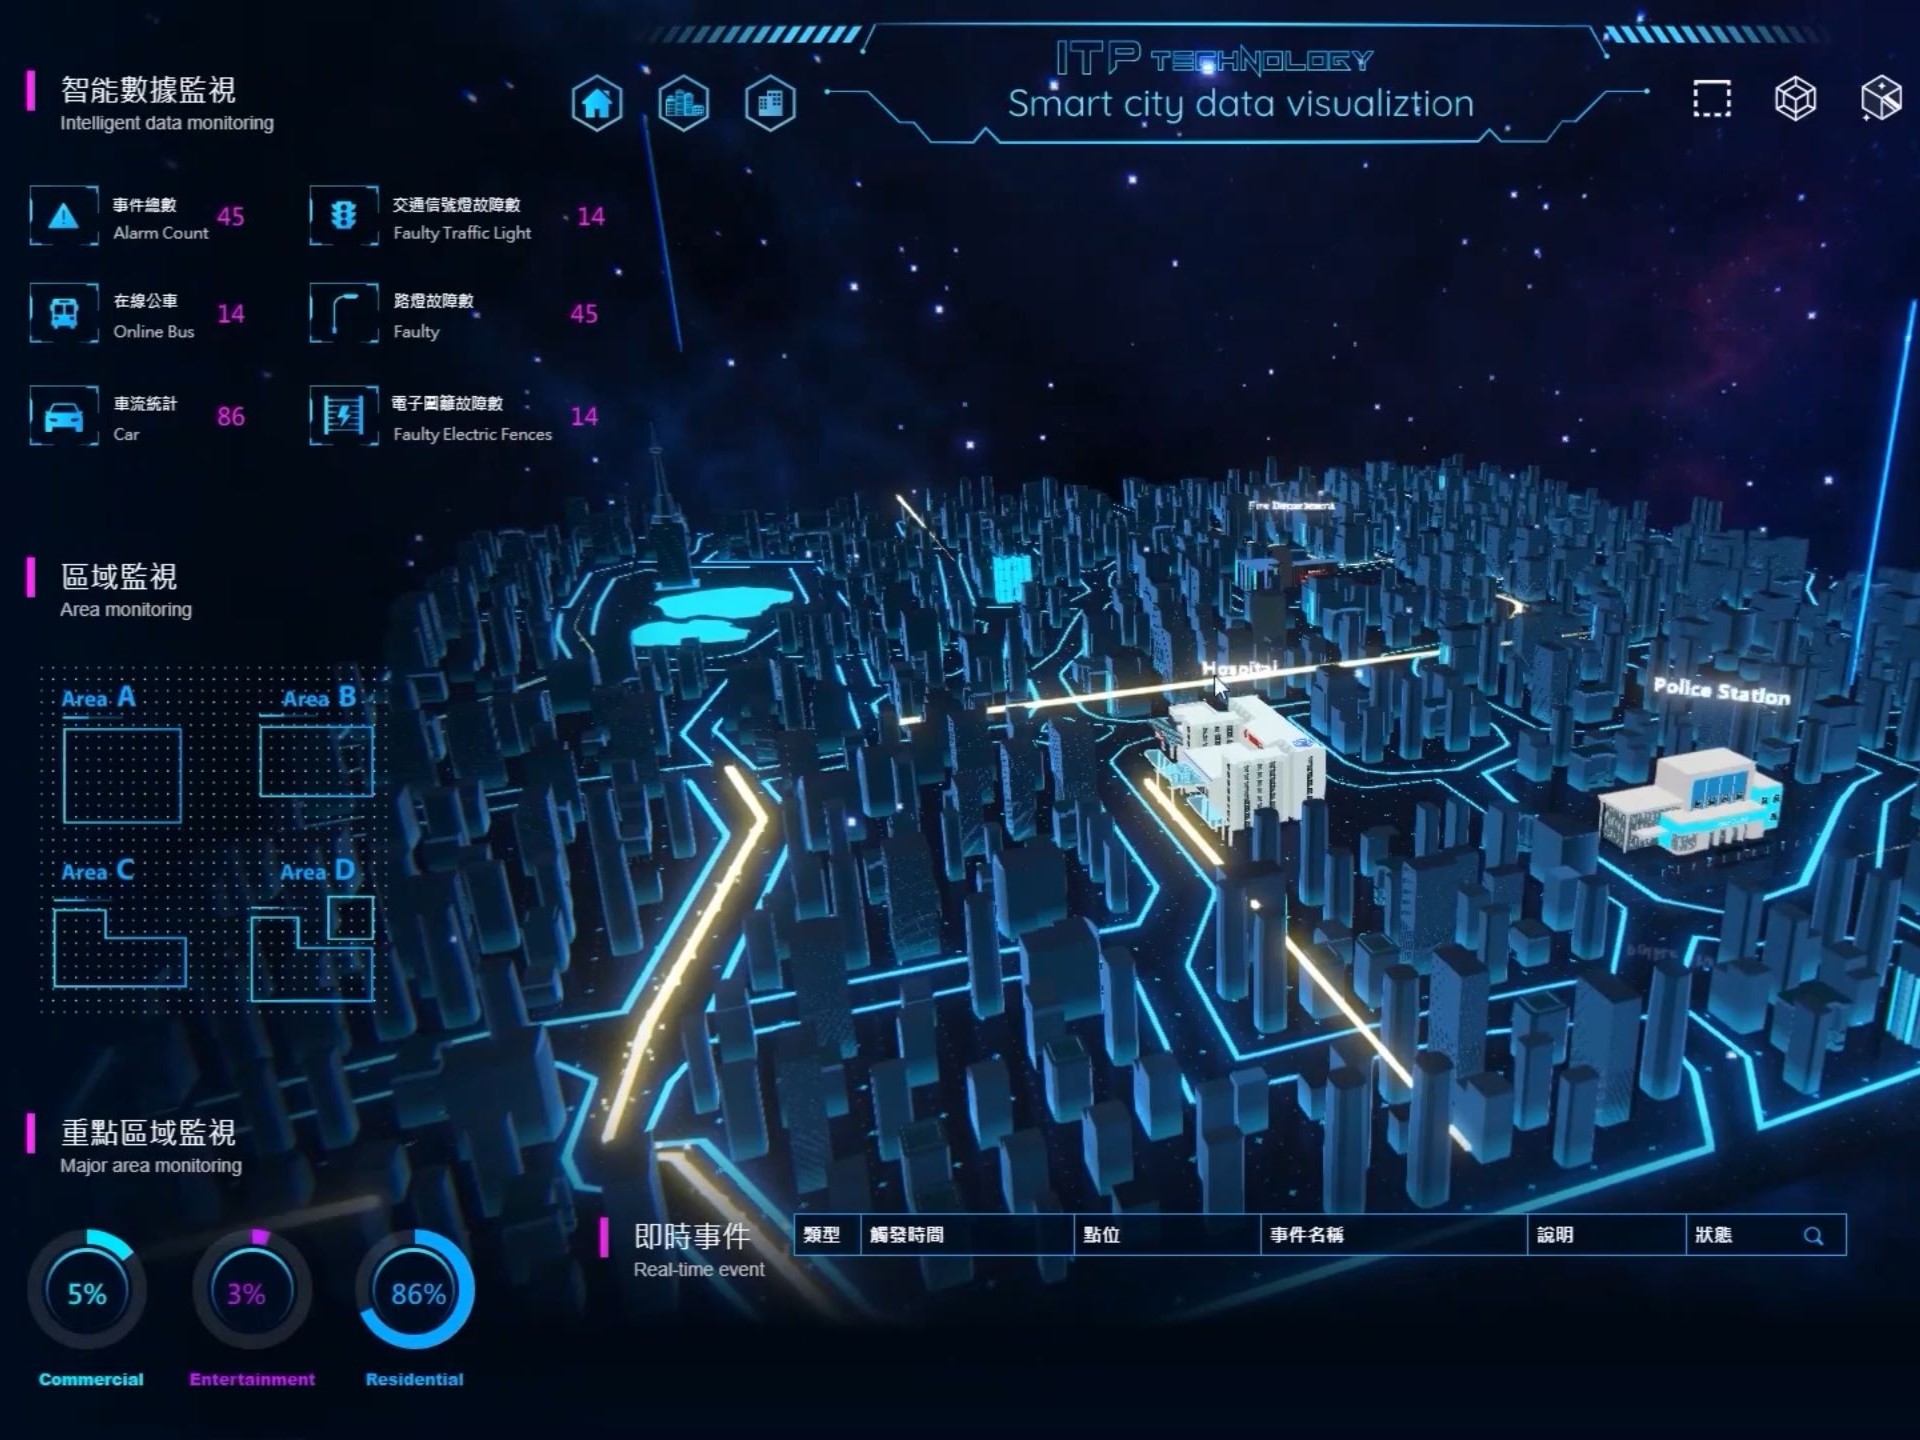 ITP TECHNOLOGY
Smart city data visualiztion
智能數據監視
Intelligent data monitoring
事件總數
Alarm Count
45
交通信號燈故障數
Faulty Traffic Light
14
在線公車
Online Bus
14
路燈故障數
Faulty
45
車流統計
Car
86
電子圍籬故障數
Faulty Electric Fences
14
區域監視
Area monitoring
Area A
Area B
Area C
Area D
Fire Department
Hospital
Police Station
重點區域監視
Major area monitoring
5%
3%
86%
Commercial
Entertainment
Residential
即時事件
Real-time event
類型
觸發時間
點位
事件名稱
說明
狀態